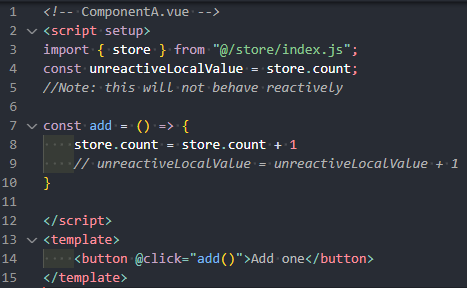 1 <!-- ComponentA.vue -->
2 <script setup>
3 import { store } from "@/store/index.js";
4 const unreactiveLocalValue = store.count;
5 //Note: this will not behave reactively
6
7 const add = () => {
8     store.count = store.count + 1
9     // unreactiveLocalValue = unreactiveLocalValue + 1
10 }
11
12 </script>
13 <template>
14     <button @click="add()">Add one</button>
15 </template>